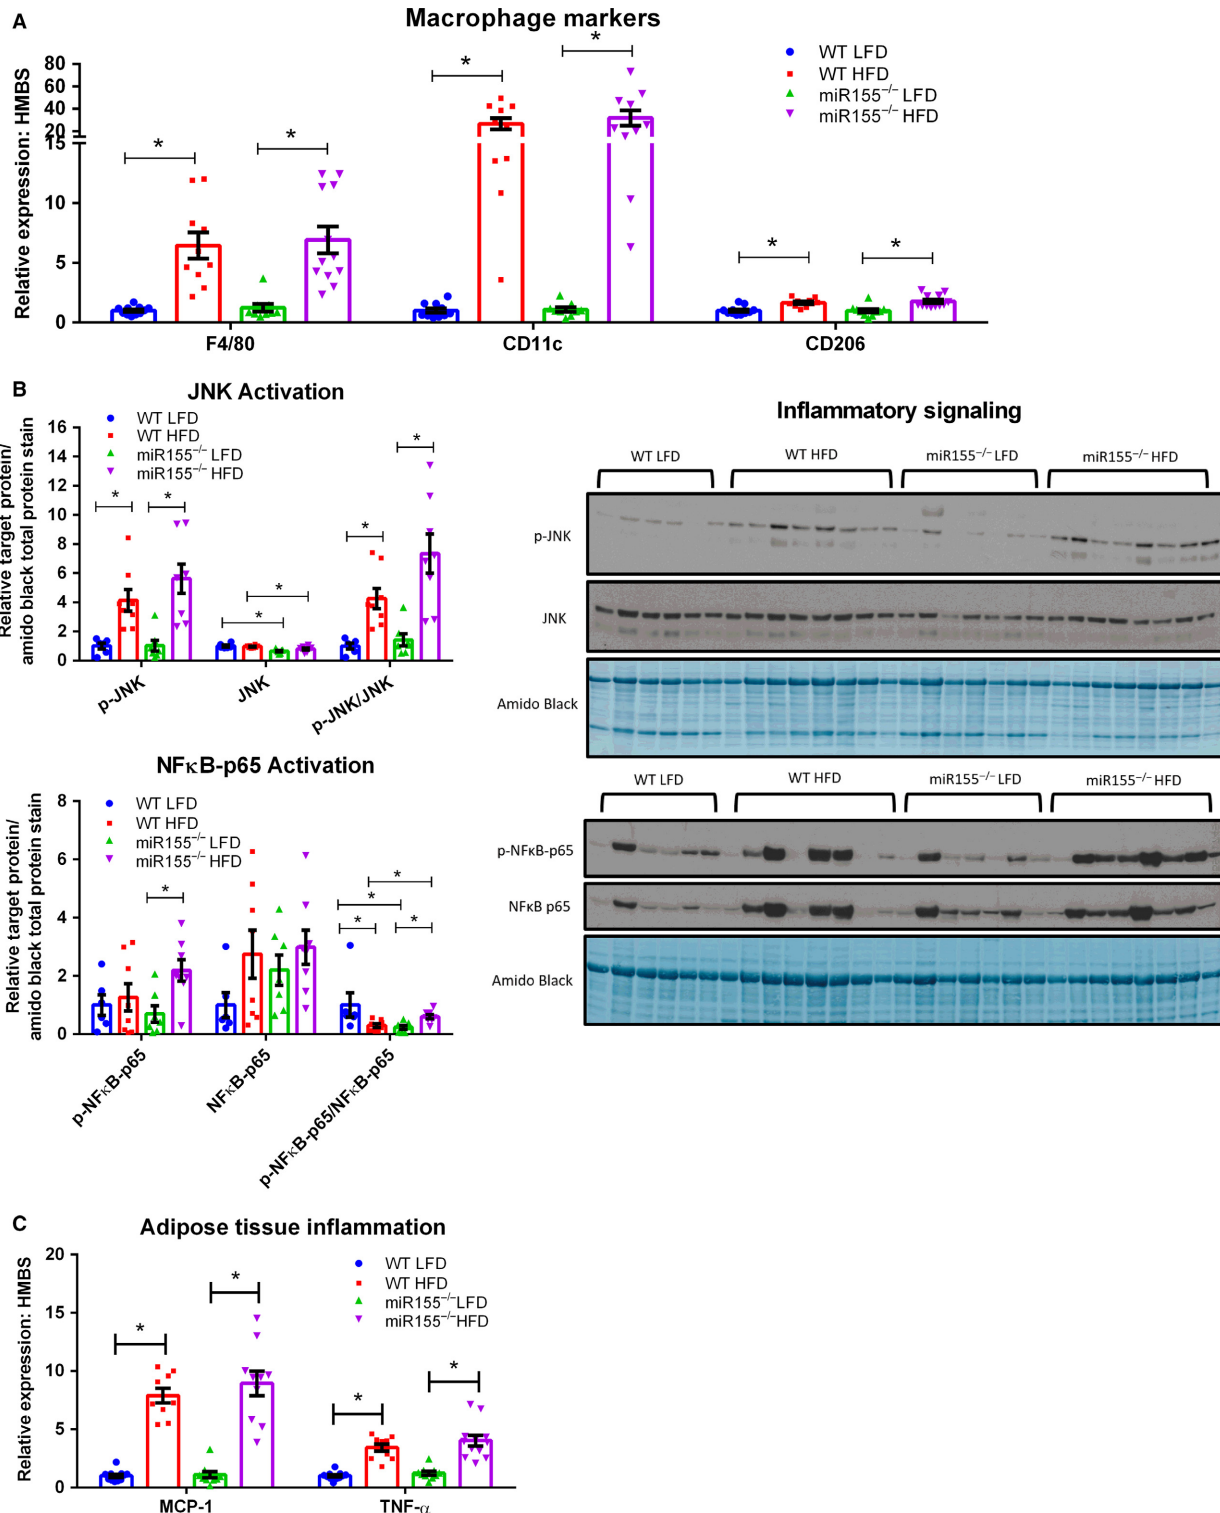 A
Macrophage markers
Relative expression: HMBS
80
60
40
20
15
10
5
0
*
*
*
*
*
*
WT LFD
WT HFD
miR155⁻/⁻ LFD
miR155⁻/⁻ HFD
F4/80
CD11c
CD206
B
JNK Activation
Relative target protein/
amido black total protein stain
16
14
12
10
8
6
4
2
0
WT LFD
WT HFD
miR155⁻/⁻ LFD
miR155⁻/⁻ HFD
*
*
*
*
*
*
p-JNK
JNK
p-JNK/JNK
Inflammatory signaling
WT LFD
WT HFD
miR155⁻/⁻ LFD
miR155⁻/⁻ HFD
p-JNK
JNK
Amido Black
NFκB-p65 Activation
Relative target protein/
amido black total protein stain
8
6
4
2
0
WT LFD
WT HFD
miR155⁻/⁻ LFD
miR155⁻/⁻ HFD
*
*
*
*
*
p-NFκB-p65
NFκB-p65
p-NFκB-p65/NFκB-p65
WT LFD
WT HFD
miR155⁻/⁻ LFD
miR155⁻/⁻ HFD
p-NFκB-p65
NFκB p65
Amido Black
C
Adipose tissue inflammation
Relative expression: HMBS
20
15
10
5
0
WT LFD
WT HFD
miR155⁻/⁻LFD
miR155⁻/⁻HFD
*
*
*
*
MCP-1
TNF-α